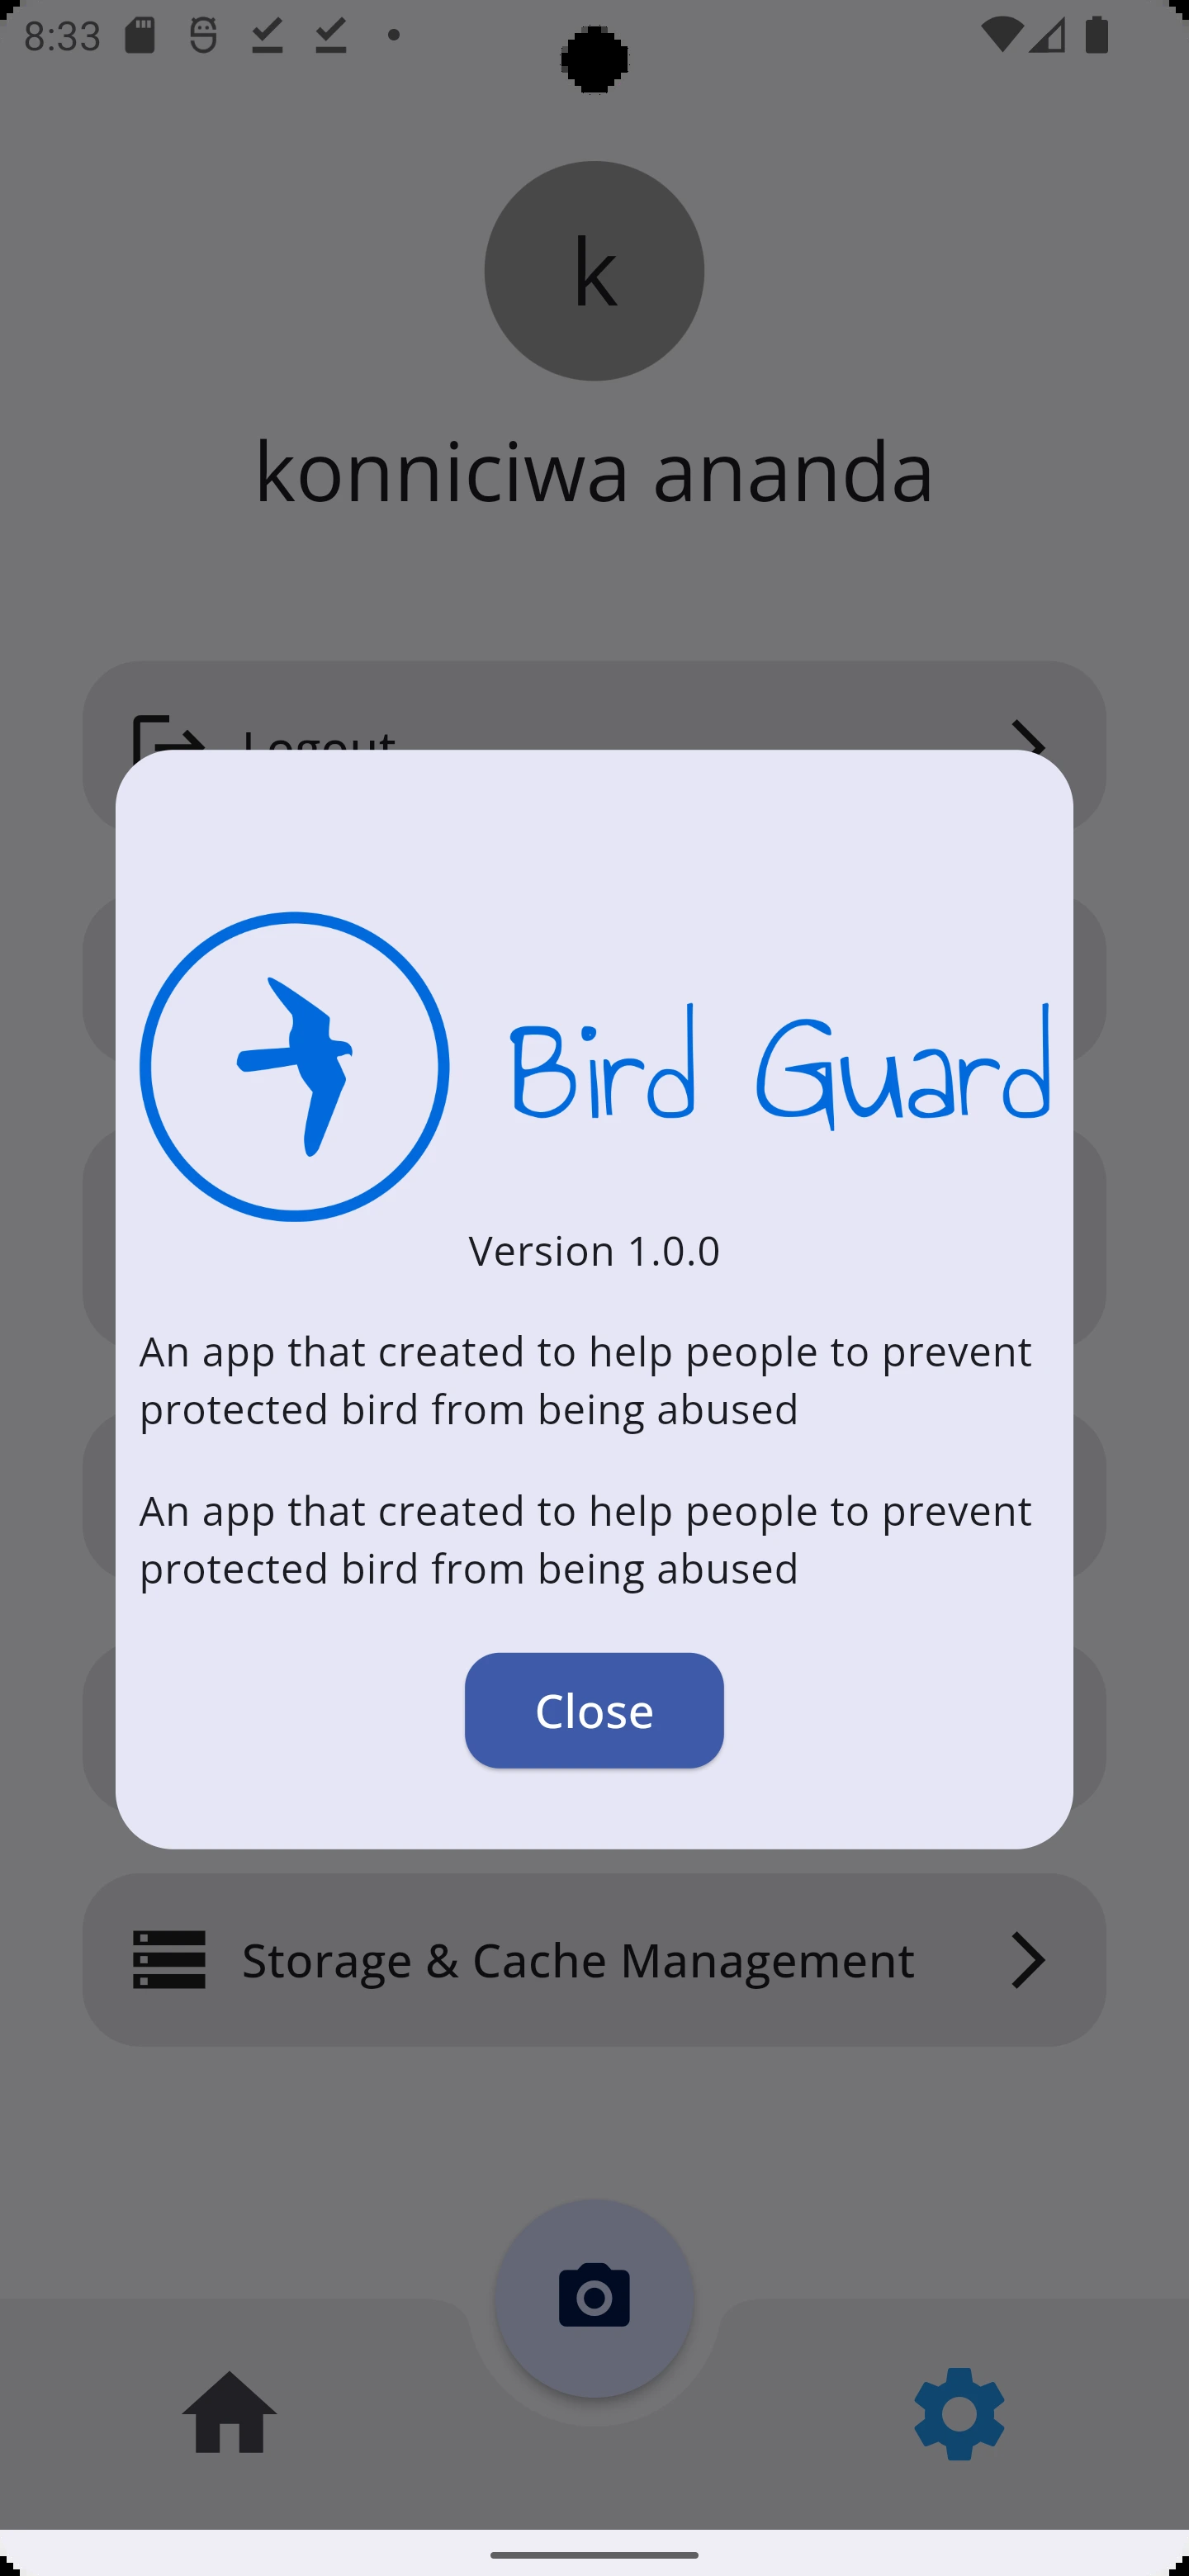 8:33
k
konniciwa ananda
Logout
Bird Guard
Version 1.0.0
An app that created to help people to prevent
protected bird from being abused
An app that created to help people to prevent
protected bird from being abused
Close
Storage & Cache Management